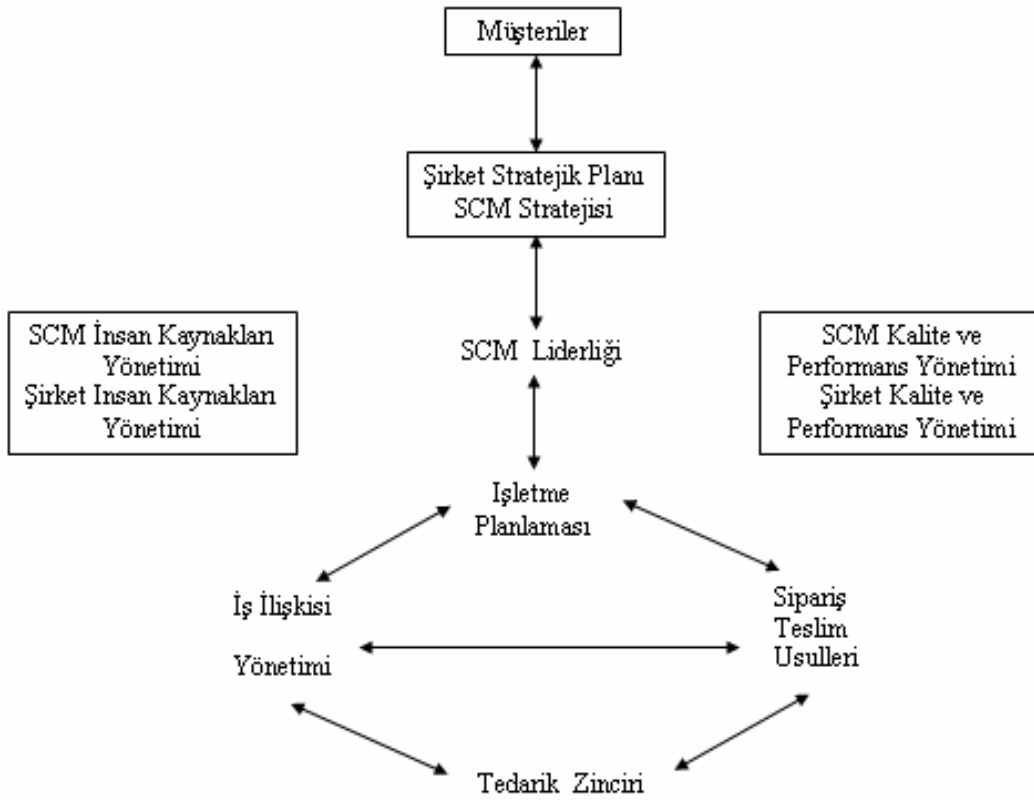 Müşteriler
Şirket Stratejik Planı
SCM Stratejisi
SCM İnsan Kaynakları
Yönetimi
Şirket Insan Kaynakları
Yönetimi
SCM Liderliği
SCM Kalite ve
Performans Yönetimi
Şirket Kalite ve
Performans Yönetimi
Işletme
Planlaması
İş İlişkisi
Yönetimi
Sipariş
Teslim
Usulleri
Tedarik Zinciri